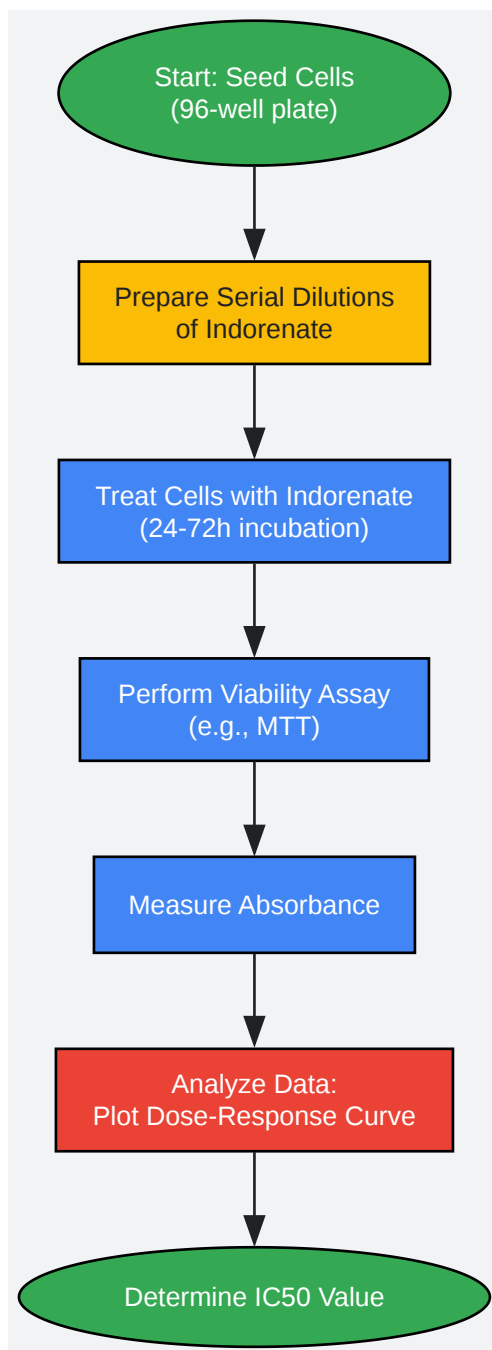 Start: Seed Cells
(96-well plate)
Prepare Serial Dilutions
of Indorenate
Treat Cells with Indorenate
(24-72h incubation)
Perform Viability Assay
(e.g., MTT)
Measure Absorbance
Analyze Data:
Plot Dose-Response Curve
Determine IC50 Value